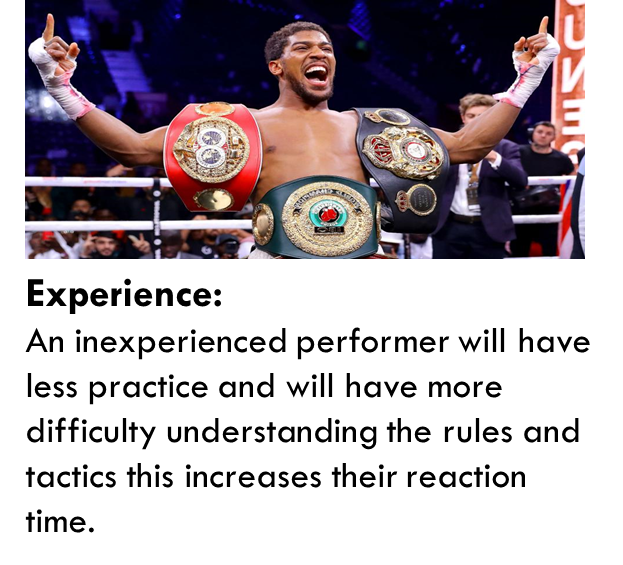 Experience:
An inexperienced performer will have
less practice and will have more
difficulty understanding the rules and
tactics this increases their reaction
time.